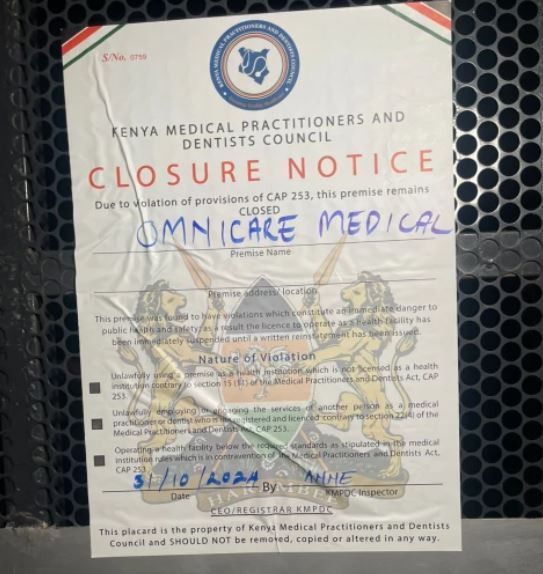 KENYA MEDICAL PRACTITIONERS AND DENTISTS COUNCIL
S/No. 0759
KENYA MEDICAL PRACTITIONERS AND
DENTISTS COUNCIL
CLOSURE NOTICE
Due to violation of provisions of CAP 253, this premise remains
CLOSED
OMNICARE MEDICAL
Premise Name
Premise address/ location
This premise was found to have violations which constitute an immediate danger to
public health and safety, as a result the licence to operate as a health facility has
been immediately suspended until a written reinstatement has been issued.
Nature of Violation
Unlawfully using a premise as a health institution which is not licensed as a health
institution contrary to section 15 of the Medical Practitioners and Dentists Act, CAP
253.
Unlawfully employing or engaging the services of another person as a medical
practitioner or dentist who is not registered and licenced contrary to section 22(4) of the
Medical Practitioners and Dentists Act, CAP 253.
Operating a health facility below the required standards as stipulated in the medical
institution rules which is in contravention of the Medical Practitioners and Dentists Act,
CAP 253.
31/10/2024 By ANNE
Date KMPDC Inspector
HARAMBEE
CEO/REGISTRAR KMPDC
This placard is the property of Kenya Medical Practitioners and Dentists
Council and SHOULD NOT be removed, copied or altered in any way.